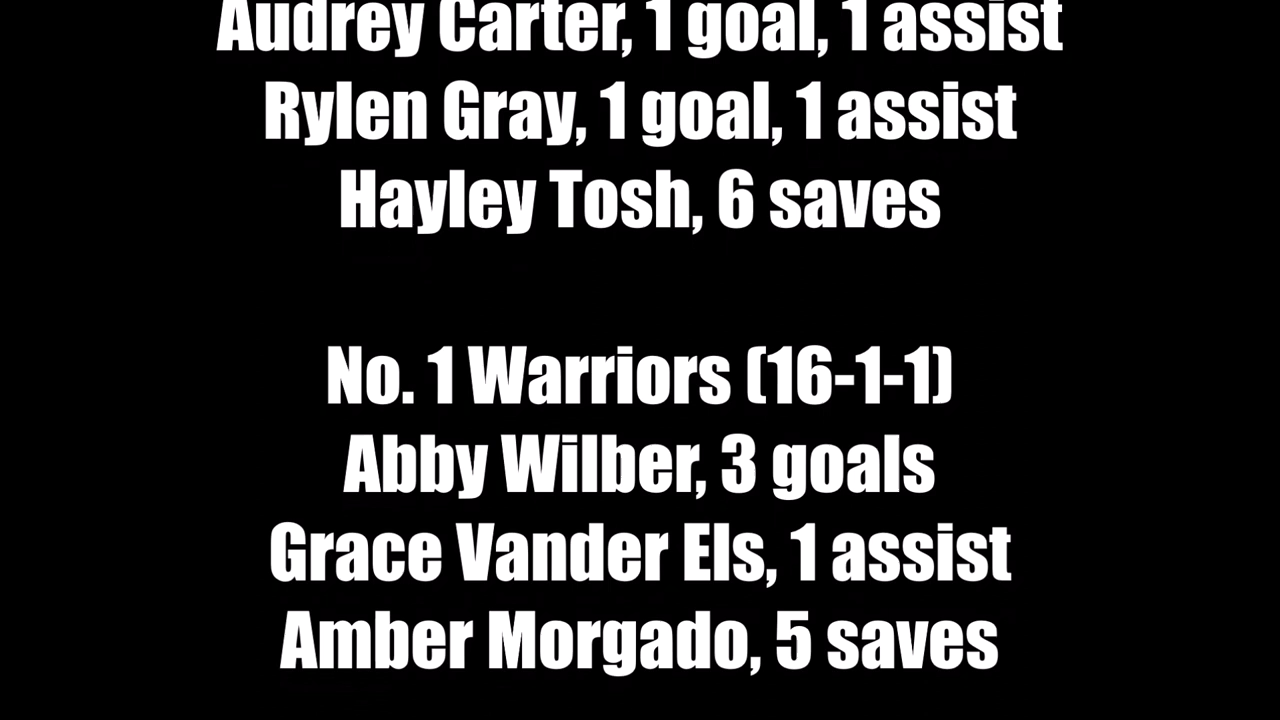 Audrey Carter, 1 goal, 1 assist
Rylen Gray, 1 goal, 1 assist
Hayley Tosh, 6 saves
No. 1 Warriors (16-1-1)
Abby Wilber, 3 goals
Grace Vander Els, 1 assist
Amber Morgado, 5 saves